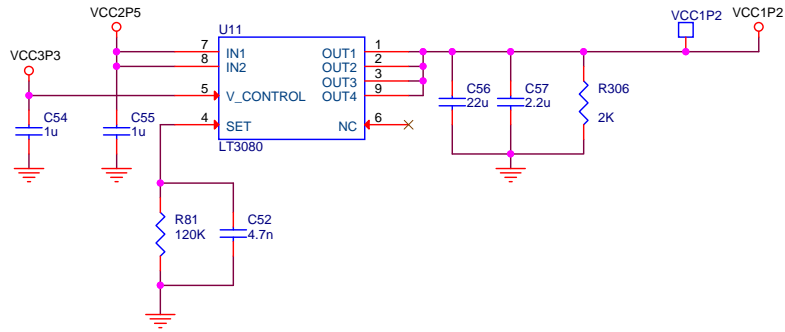 VCC2P5
VCC3P3
U11
VCC1P2
VCC1P2
7 IN1 OUT1 1
8 IN2 OUT2 2
OUT3 3
5 V_CONTROL OUT4 9
4 SET NC 6
LT3080
C54
1u
C55
1u
C56
22u
C57
2.2u
R306
2K
R81
120K
C52
4.7n